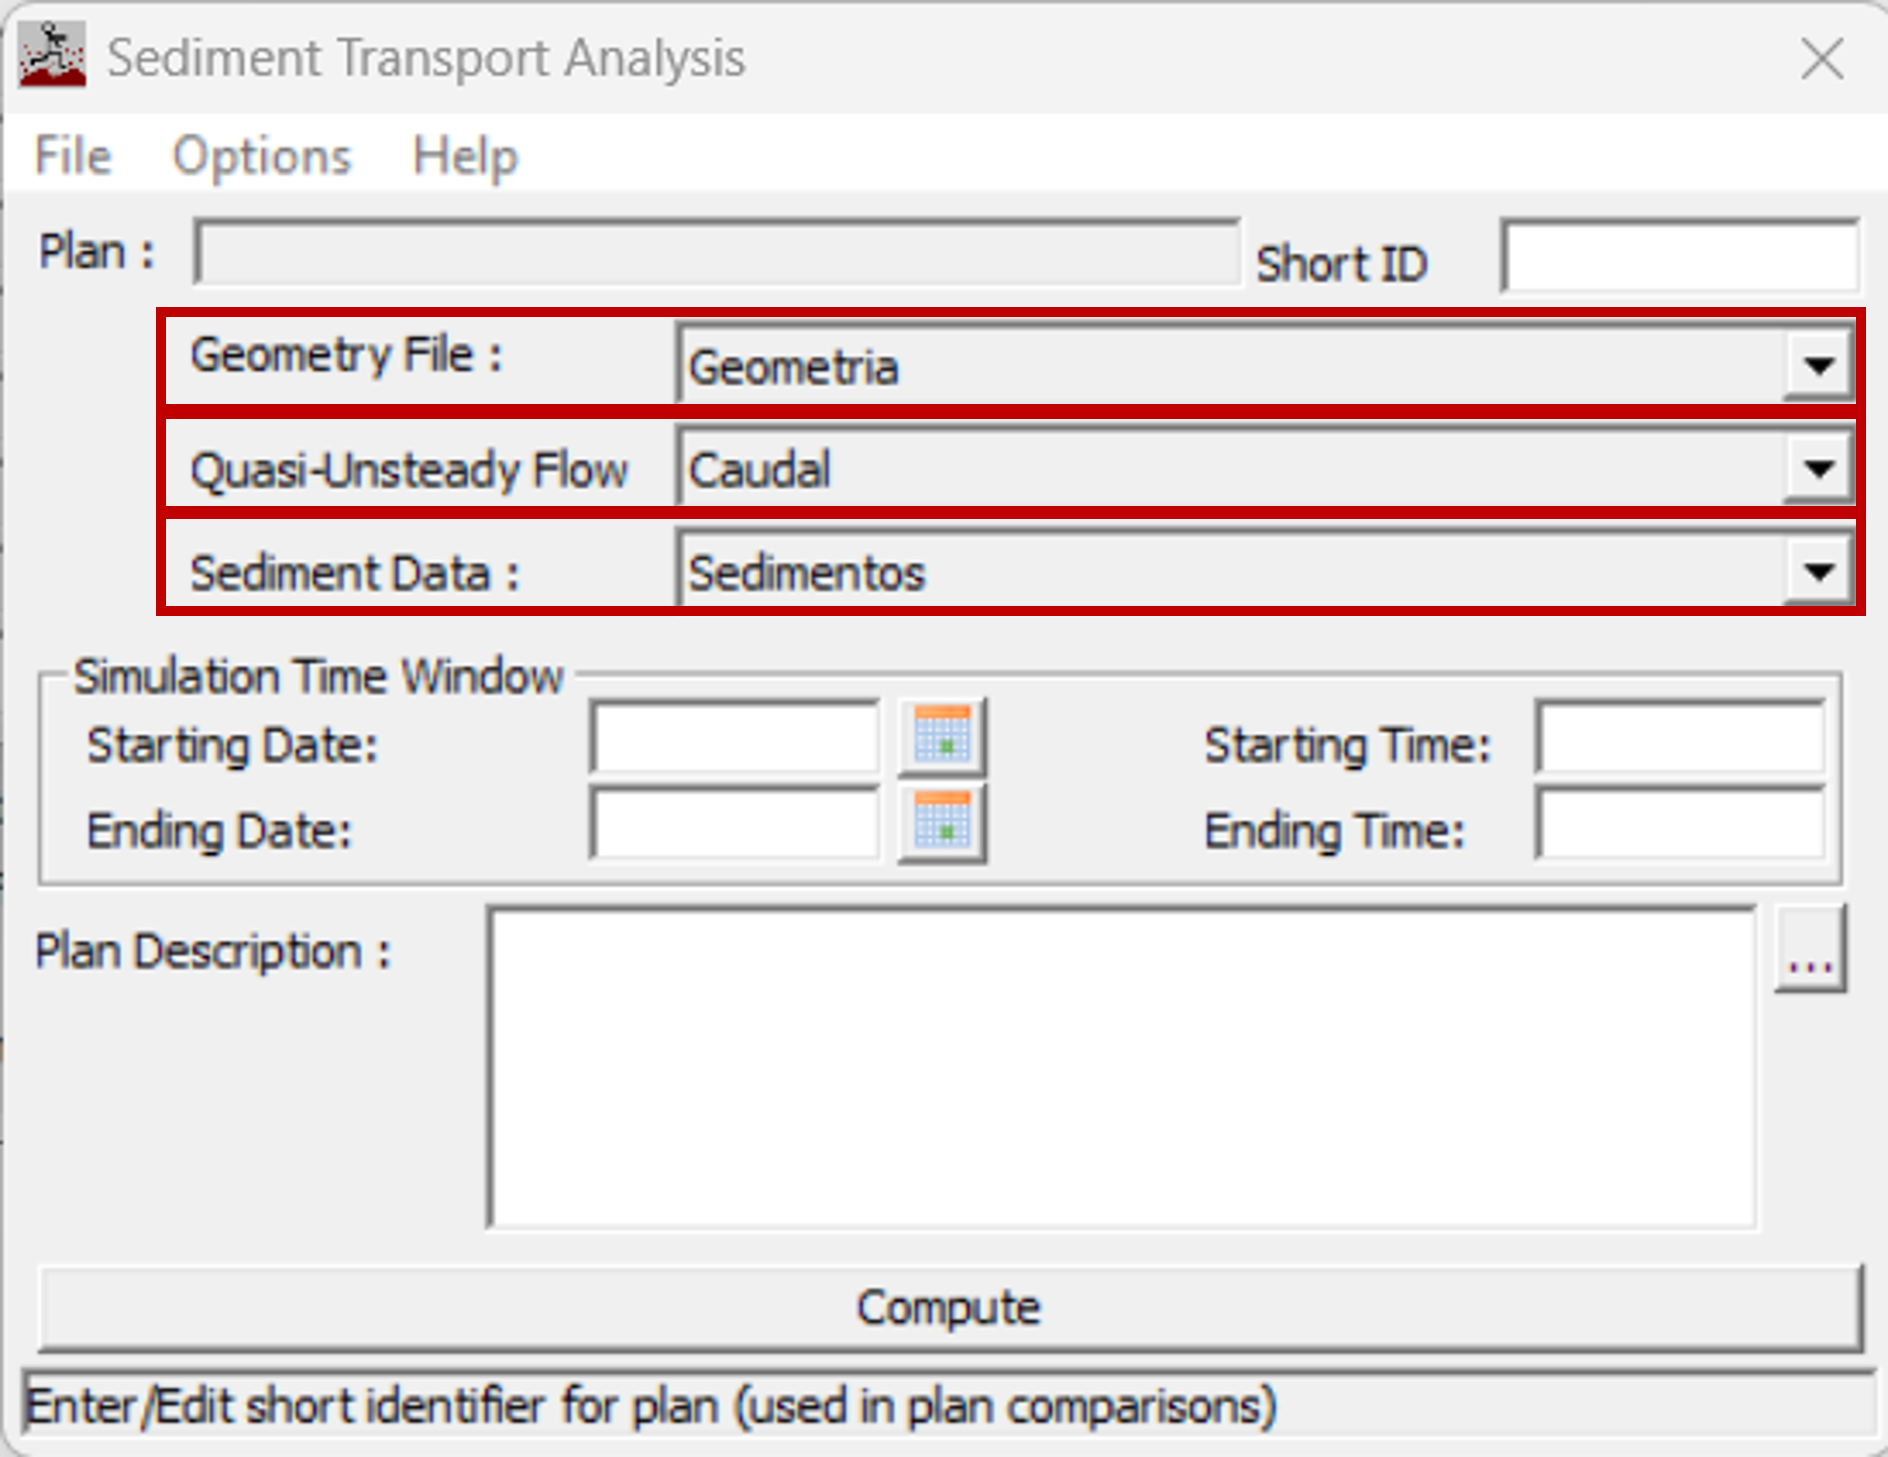 Sediment Transport Analysis
File Options Help
Plan :
Short ID
Geometry File : Geometria
Quasi-Unsteady Flow Caudal
Sediment Data : Sedimentos
Simulation Time Window
Starting Date: Starting Time:
Ending Date: Ending Time:
Plan Description : ...
Compute
Enter/Edit short identifier for plan (used in plan comparisons)